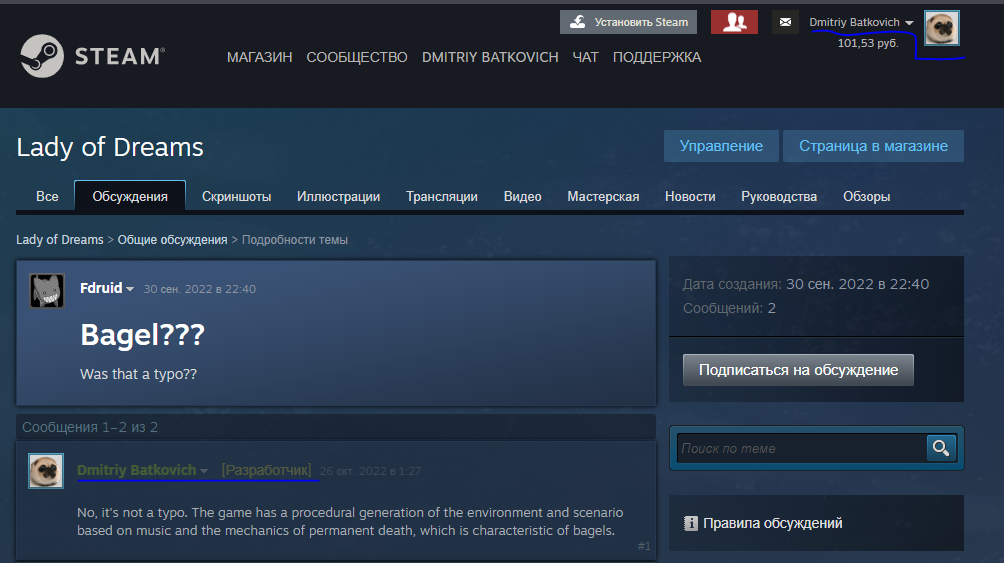 Установить Steam
Dmitriy Batkovich
101,53 руб.
STEAM®
МАГАЗИН СООБЩЕСТВО DMITRIY BATKOVICH ЧАТ ПОДДЕРЖКА
Lady of Dreams
Управление Страница в магазине
Все Обсуждения Скриншоты Иллюстрации Трансляции Видео Мастерская Новости Руководства Обзоры
Lady of Dreams > Общие обсуждения > Подробности темы
Fdruid 30 сен. 2022 в 22:40
Bagel???
Was that a typo??
Дата создания: 30 сен. 2022 в 22:40
Сообщений: 2
Подписаться на обсуждение
Сообщения 1–2 из 2
Dmitriy Batkovich [Разработчик] 26 окт. 2022 в 1:27
No, it's not a typo. The game has a procedural generation of the environment and scenario
based on music and the mechanics of permanent death, which is characteristic of bagels.
#1
Поиск по теме
Правила обсуждений